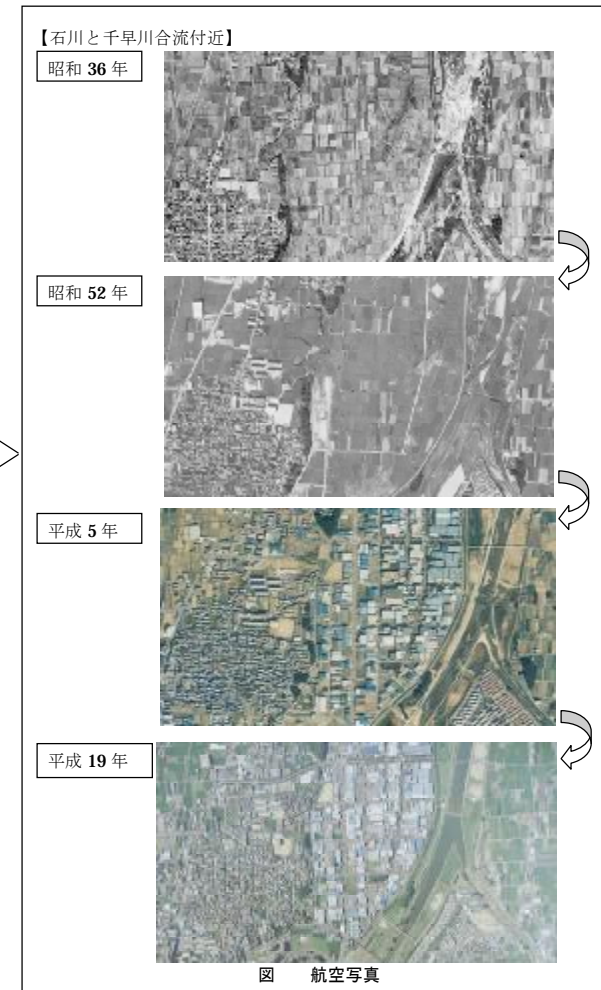 【石川と千早川合流付近】
昭和 36 年
昭和 52 年
平成 5 年
平成 19 年
図　　航空写真